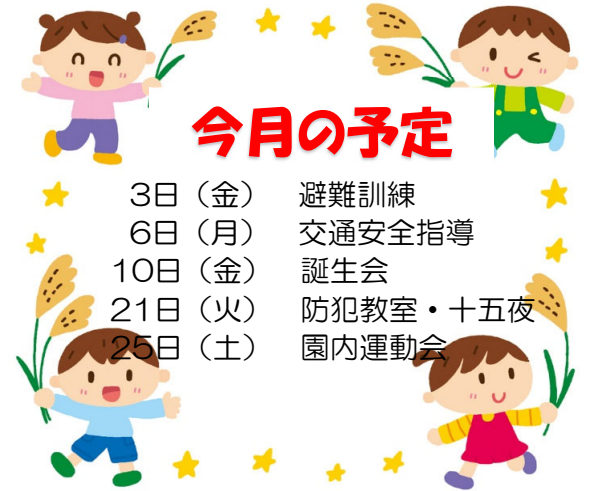 今月の予定
3日（金） 避難訓練
6日（月） 交通安全指導
10日（金） 誕生会
21日（火） 防犯教室・十五夜
25日（土） 園内運動会